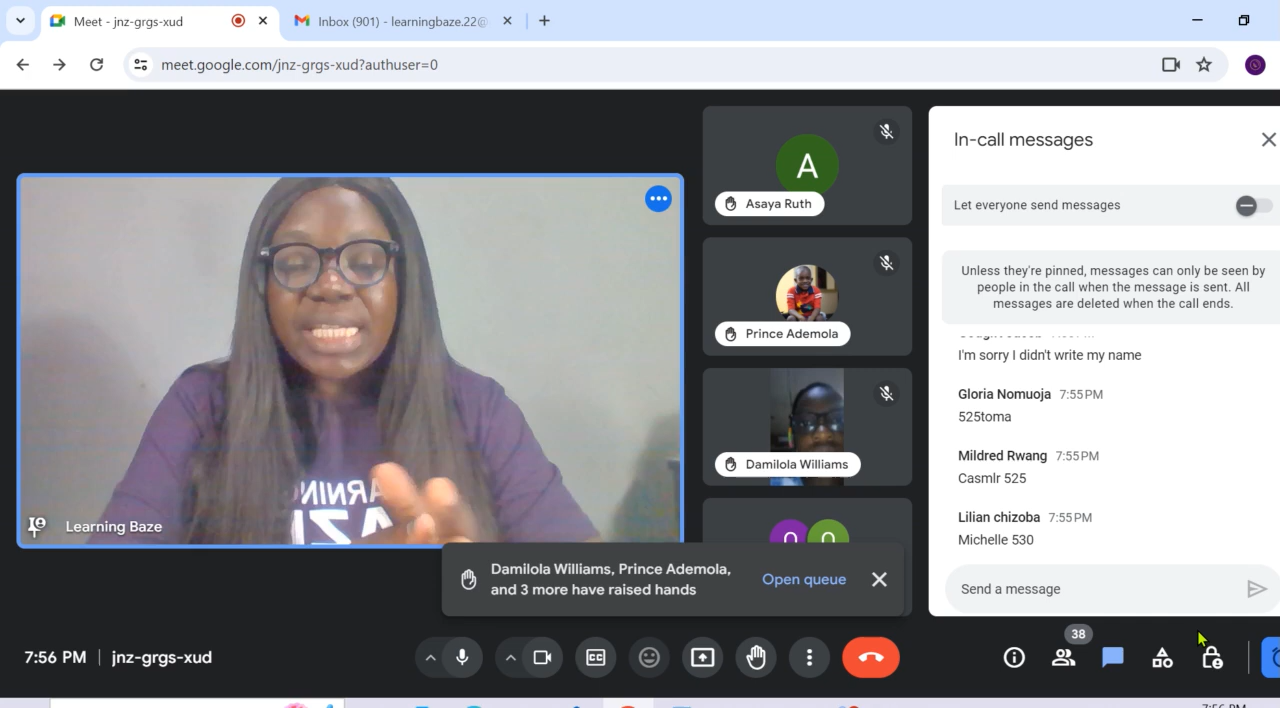 Meet - jnz-grgs-xud
Inbox (901) - learningbaze.22@
meet.google.com/jnz-grgs-xud?authuser=0
Learning Baze
A
Asaya Ruth
Prince Ademola
Damilola Williams
O O
Damilola Williams, Prince Ademola,
and 3 more have raised hands
Open queue
In-call messages
Let everyone send messages
Unless they're pinned, messages can only be seen by
people in the call when the message is sent. All
messages are deleted when the call ends.
I'm sorry I didn't write my name
Gloria Nomuoja 7:55 PM
525toma
Mildred Rwang 7:55 PM
Casmlr 525
Lilian chizoba 7:55 PM
Michelle 530
Send a message
7:56 PM | jnz-grgs-xud
CC
38
7:56 PM